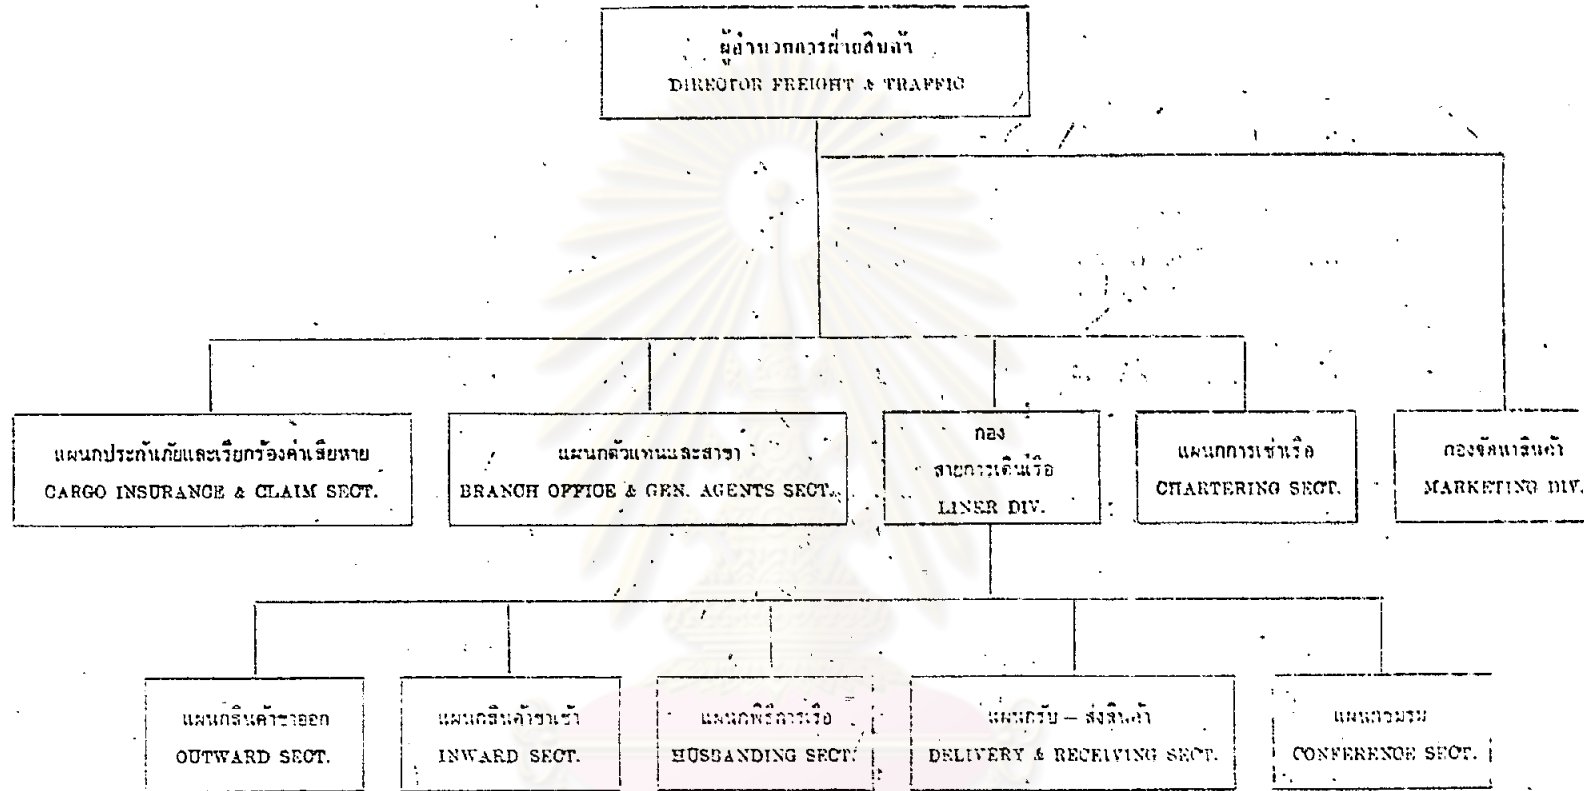 ผู้อำนวยการฝ่ายสินค้า
DIRECTOR FREIGHT & TRAFFIC
แผนกประกันภัยและเรียกร้องค่าเสียหาย
CARGO INSURANCE & CLAIM SECT.
แผนกตัวแทนและสาขา
BRANCH OFFICE & GEN. AGENTS SECT.
กอง
สายการเดินเรือ
LINER DIV.
แผนกการเช่าเรือ
CHARTERING SECT.
กองจัดหาสินค้า
MARKETING DIV.
แผนกสินค้าขาออก
OUTWARD SECT.
แผนกสินค้าขาเข้า
INWARD SECT.
แผนกพิธีการเรือ
HUSBANDING SECT.
แผนกรับ – ส่งสินค้า
DELIVERY & RECEIVING SECT.
แผนกชมรม
CONFERENCE SECT.